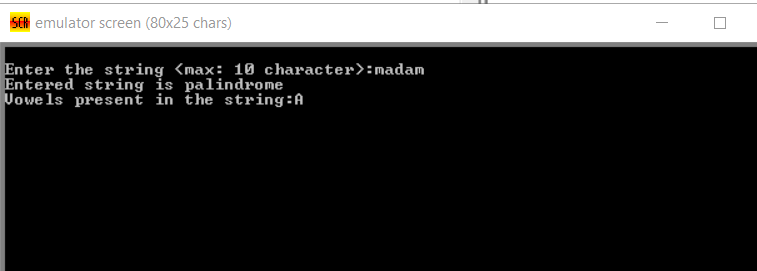 SCR emulator screen (80x25 chars)
Enter the string <max: 10 character>:madam
Entered string is palindrome
Vowels present in the string:A